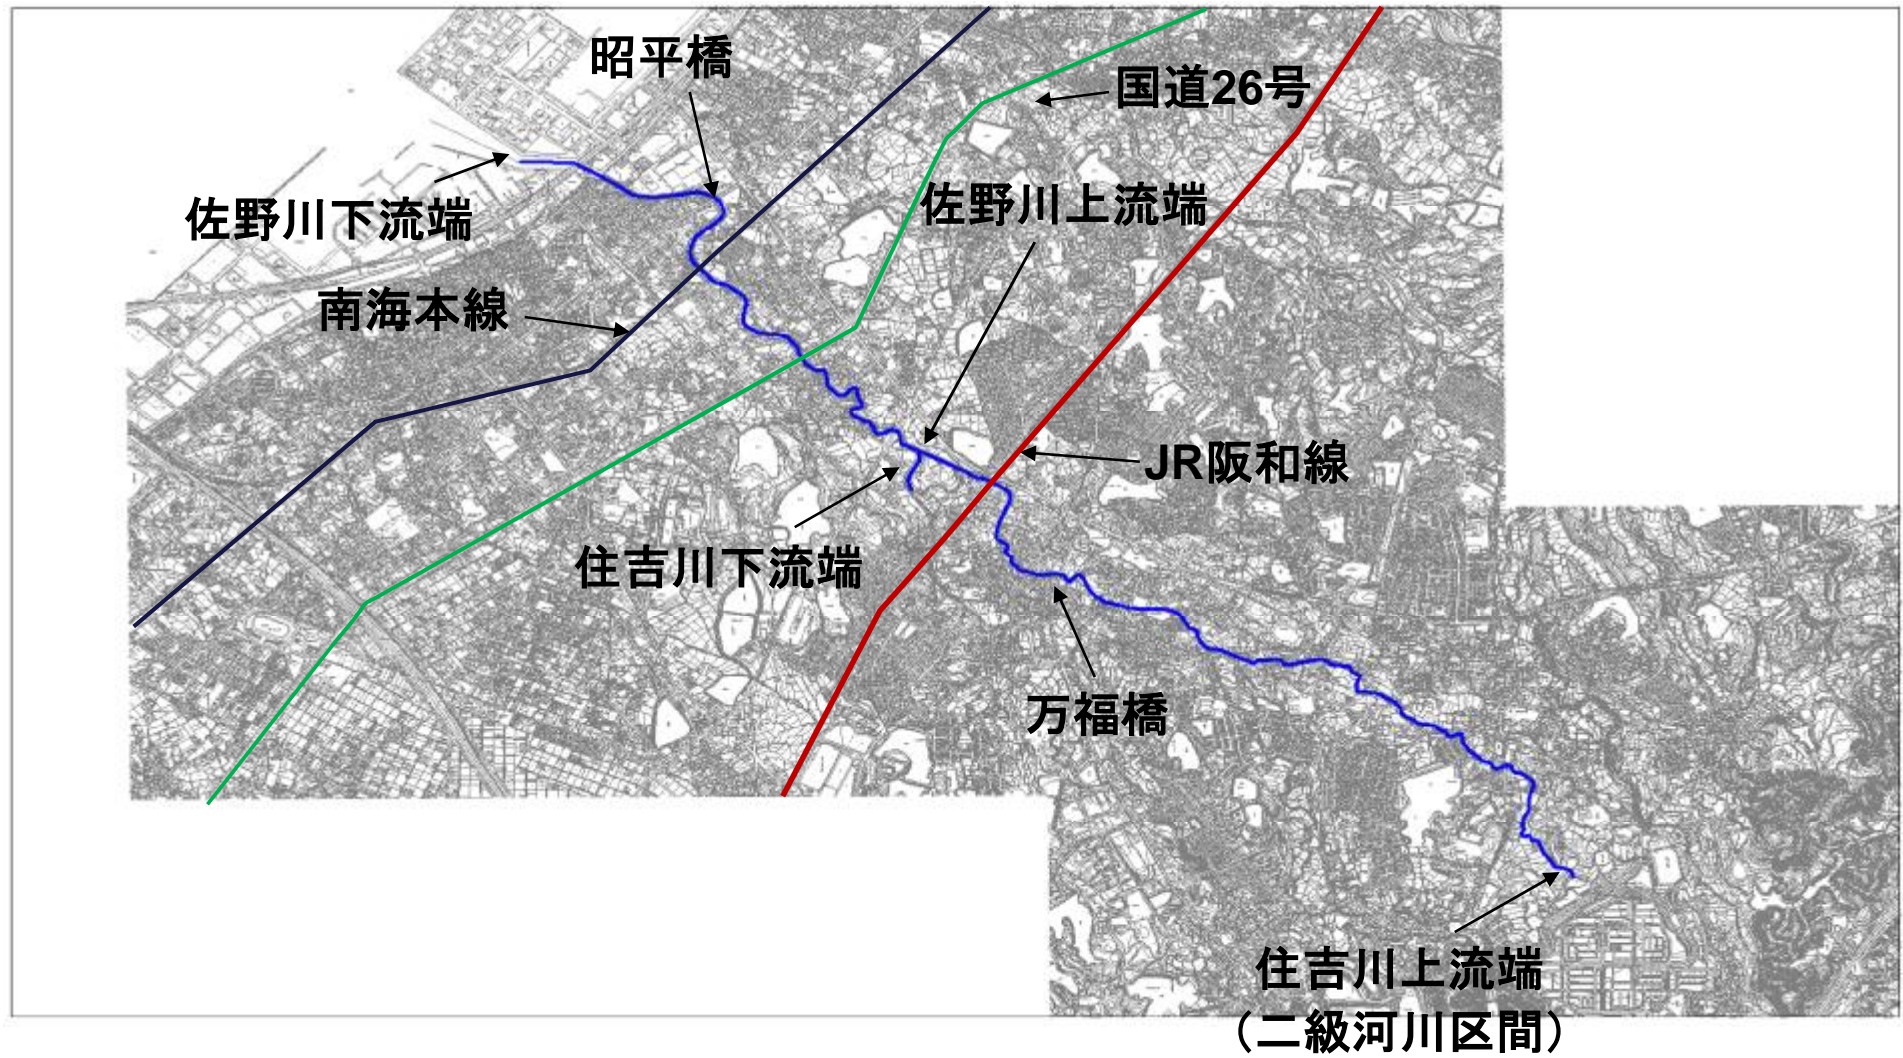 昭平橋
国道26号
佐野川下流端
佐野川上流端
南海本線
JR阪和線
住吉川下流端
万福橋
住吉川上流端
（二級河川区間）